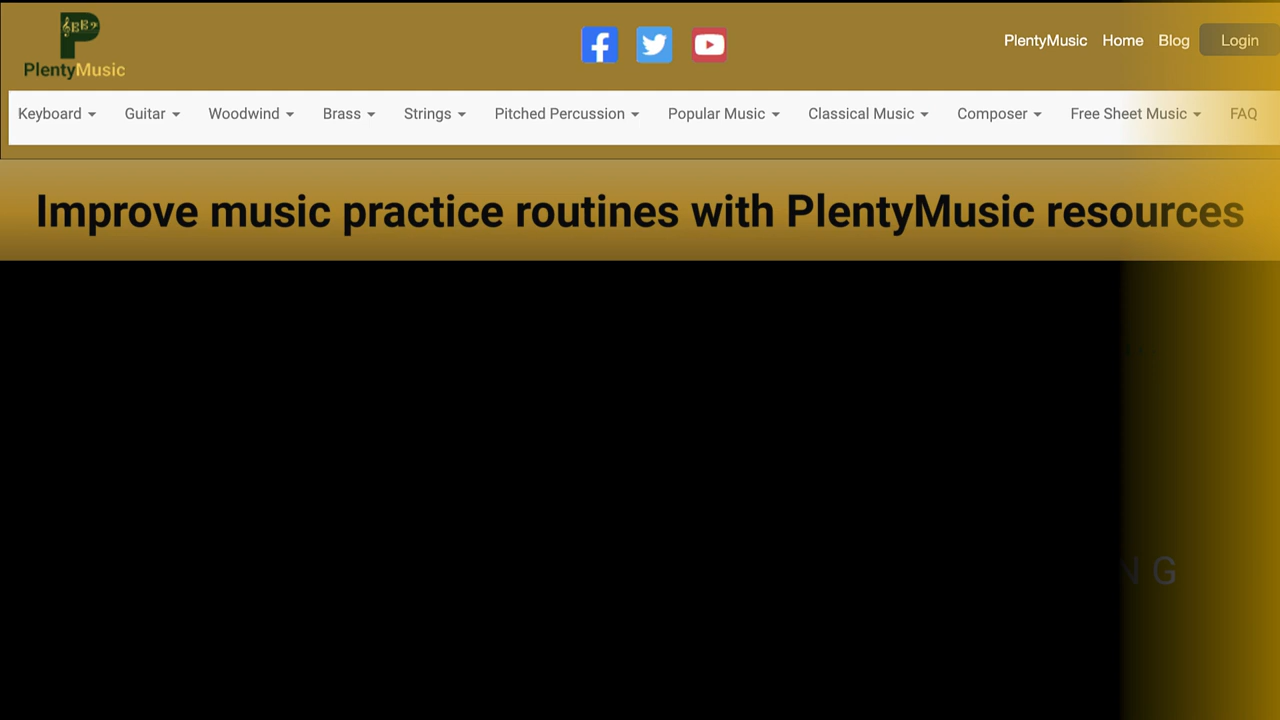 PlentyMusic
PlentyMusic Home Blog Login
Keyboard Guitar Woodwind Brass Strings Pitched Percussion Popular Music Classical Music Composer Free Sheet Music FAQ
Improve music practice routines with PlentyMusic resources
N G